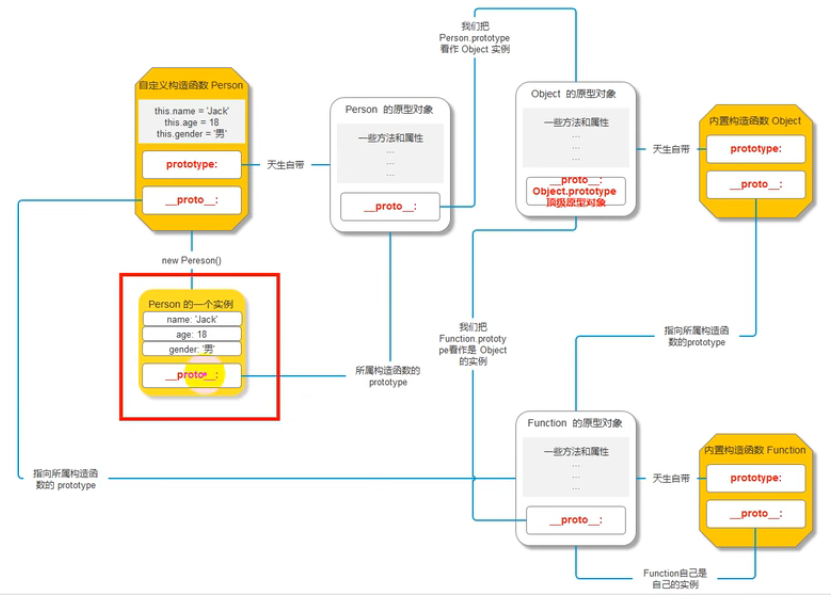 我们把
Person.prototype
看作 Object 实例
自定义构造函数 Person
this.name = 'Jack'
this.age = 18
this.gender = '男'
prototype:
__proto__:
天生自带
Person 的原型对象
一些方法和属性
...
...
...
__proto__:
Object 的原型对象
一些方法和属性
...
...
...
__proto__:
Object.prototype
顶级原型对象
天生自带
内置构造函数 Object
prototype:
__proto__:
new Pereson()
Person 的一个实例
name: 'Jack'
age: 18
gender: '男'
__proto__:
所属构造函数的
prototype
我们把
Function.prototy
pe看作是 Object
的实例
指向所属构造函
数的prototype
指向所属构造函
数的 prototype
Function 的原型对象
一些方法和属性
...
...
...
__proto__:
天生自带
内置构造函数 Function
prototype:
__proto__:
Function自己是
自己的实例